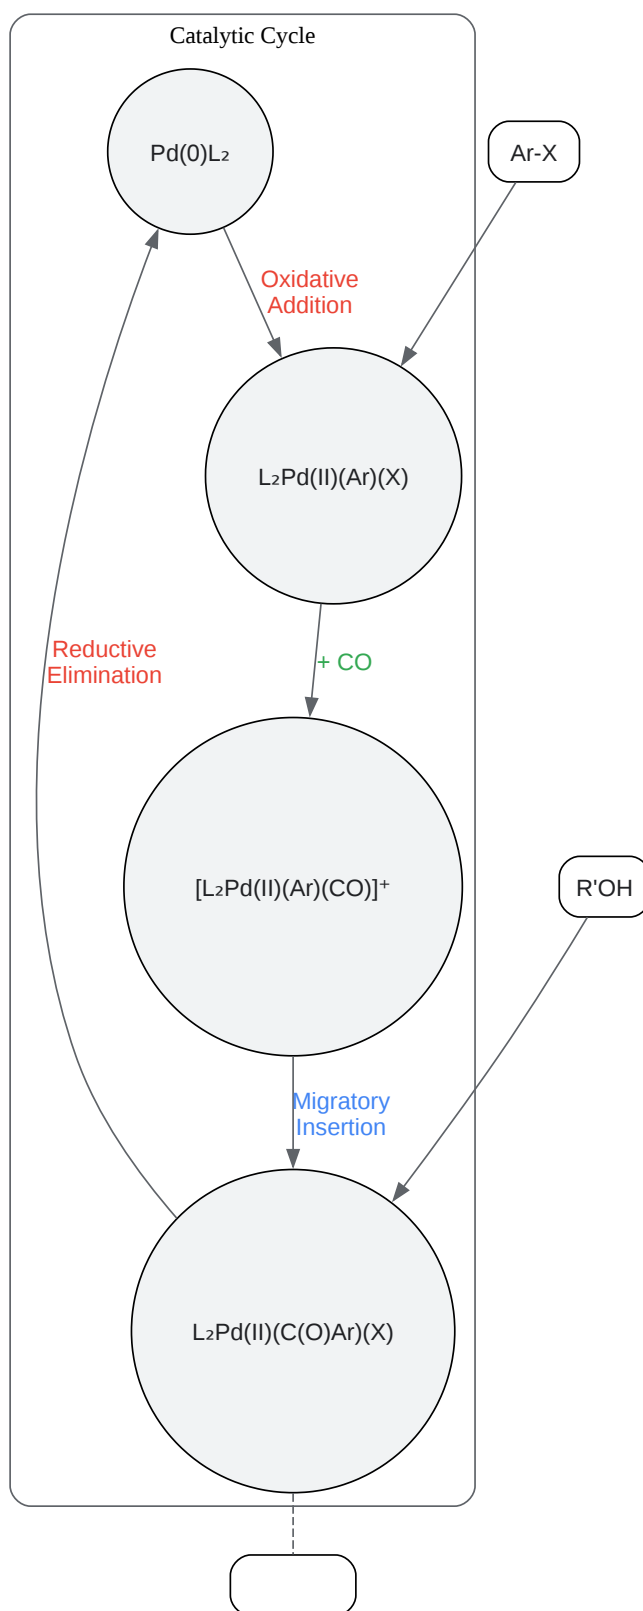 Catalytic Cycle
Pd(0)L₂
Ar-X
Oxidative
Addition
L₂Pd(II)(Ar)(X)
Reductive
Elimination
+ CO
[L₂Pd(II)(Ar)(CO)]⁺
R'OH
Migratory
Insertion
L₂Pd(II)(C(O)Ar)(X)